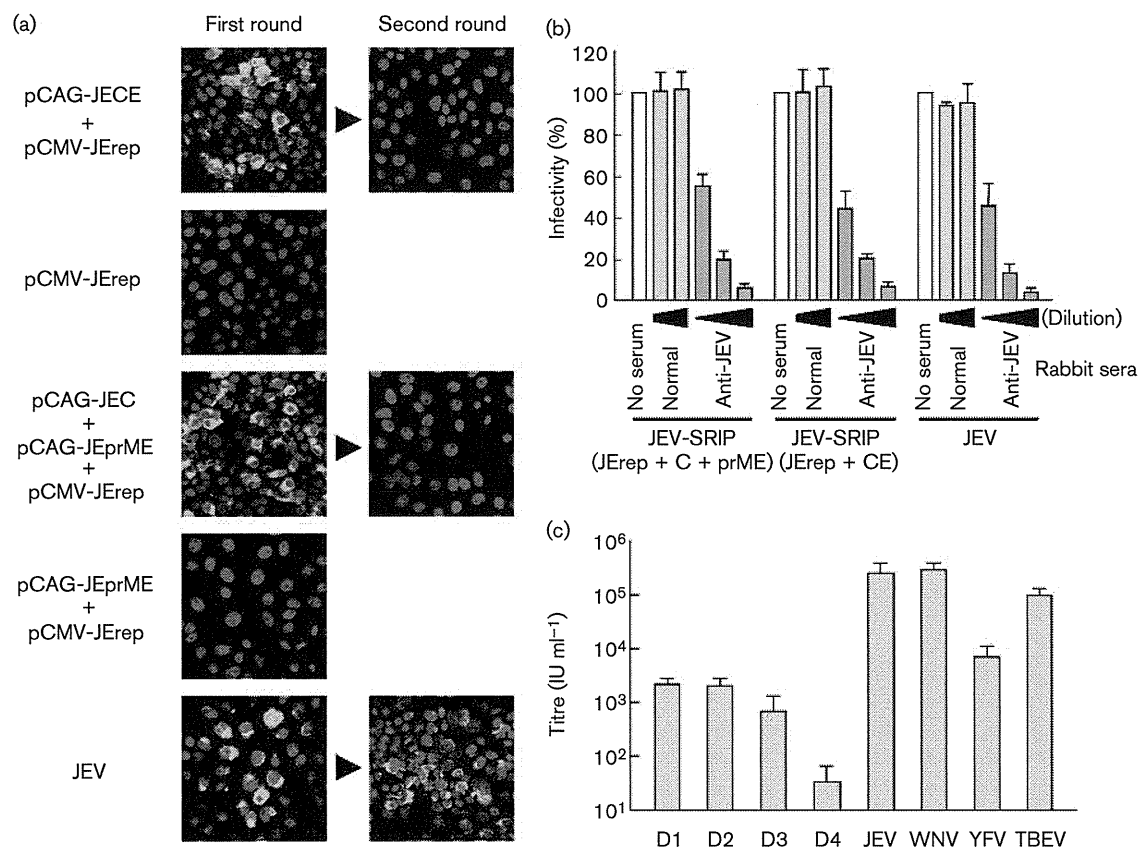 (a)
First round
Second round
pCAG-JECE
+
pCMV-JErep
pCMV-JErep
pCAG-JEC
+
pCAG-JEprME
+
pCMV-JErep
pCAG-JEprME
+
pCMV-JErep
JEV
(b)
120
100
80
60
40
20
0
Infectivity (%)
(Dilution)
Rabbit sera
No serum
Normal
Anti-JEV
No serum
Normal
Anti-JEV
No serum
Normal
Anti-JEV
JEV-SRIP
(JErep + C + prME)
JEV-SRIP
(JErep + CE)
JEV
(c)
10⁶
10⁵
10⁴
10³
10²
10¹
Titre (IU ml⁻¹)
D1 D2 D3 D4 JEV WNV YFV TBEV